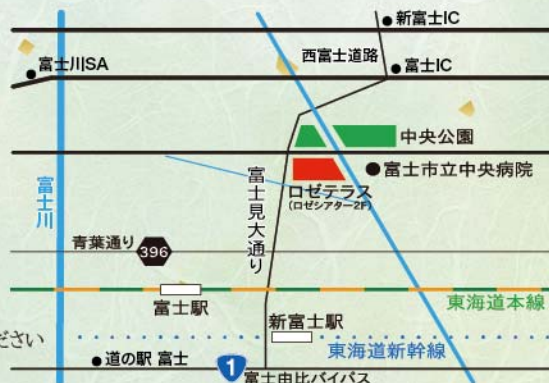 新富士IC
西富士道路
富士川SA
富士IC
中央公園
富士市立中央病院
ロゼテラス
(ロゼシアター2F)
富士川
富士見大通り
青葉通り
396
東海道本線
富士駅
新富士駅
ださい
東海道新幹線
道の駅 富士
1
富士由比バイパス